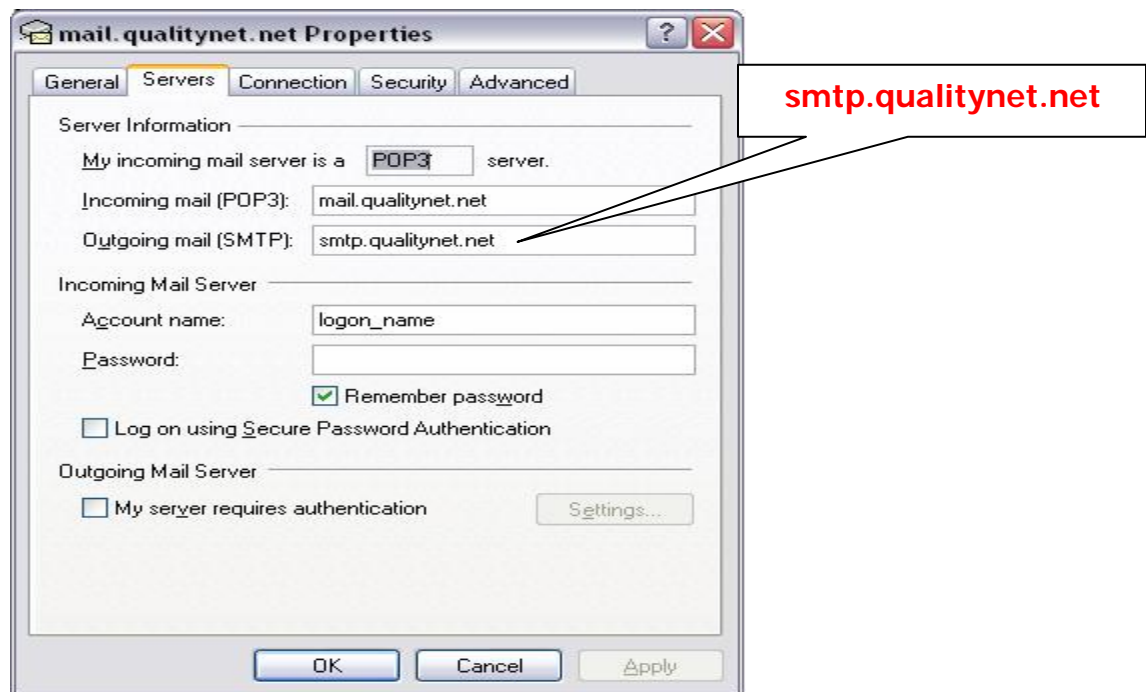 mail.qualitynet.net Properties
General Servers Connection Security Advanced
smtp.qualitynet.net
Server Information
My incoming mail server is a POP3 server.
Incoming mail (POP3): mail.qualitynet.net
Outgoing mail (SMTP): smtp.qualitynet.net
Incoming Mail Server
Account name: logon_name
Password:
Remember password
Log on using Secure Password Authentication
Outgoing Mail Server
My server requires authentication Settings...
OK Cancel Apply